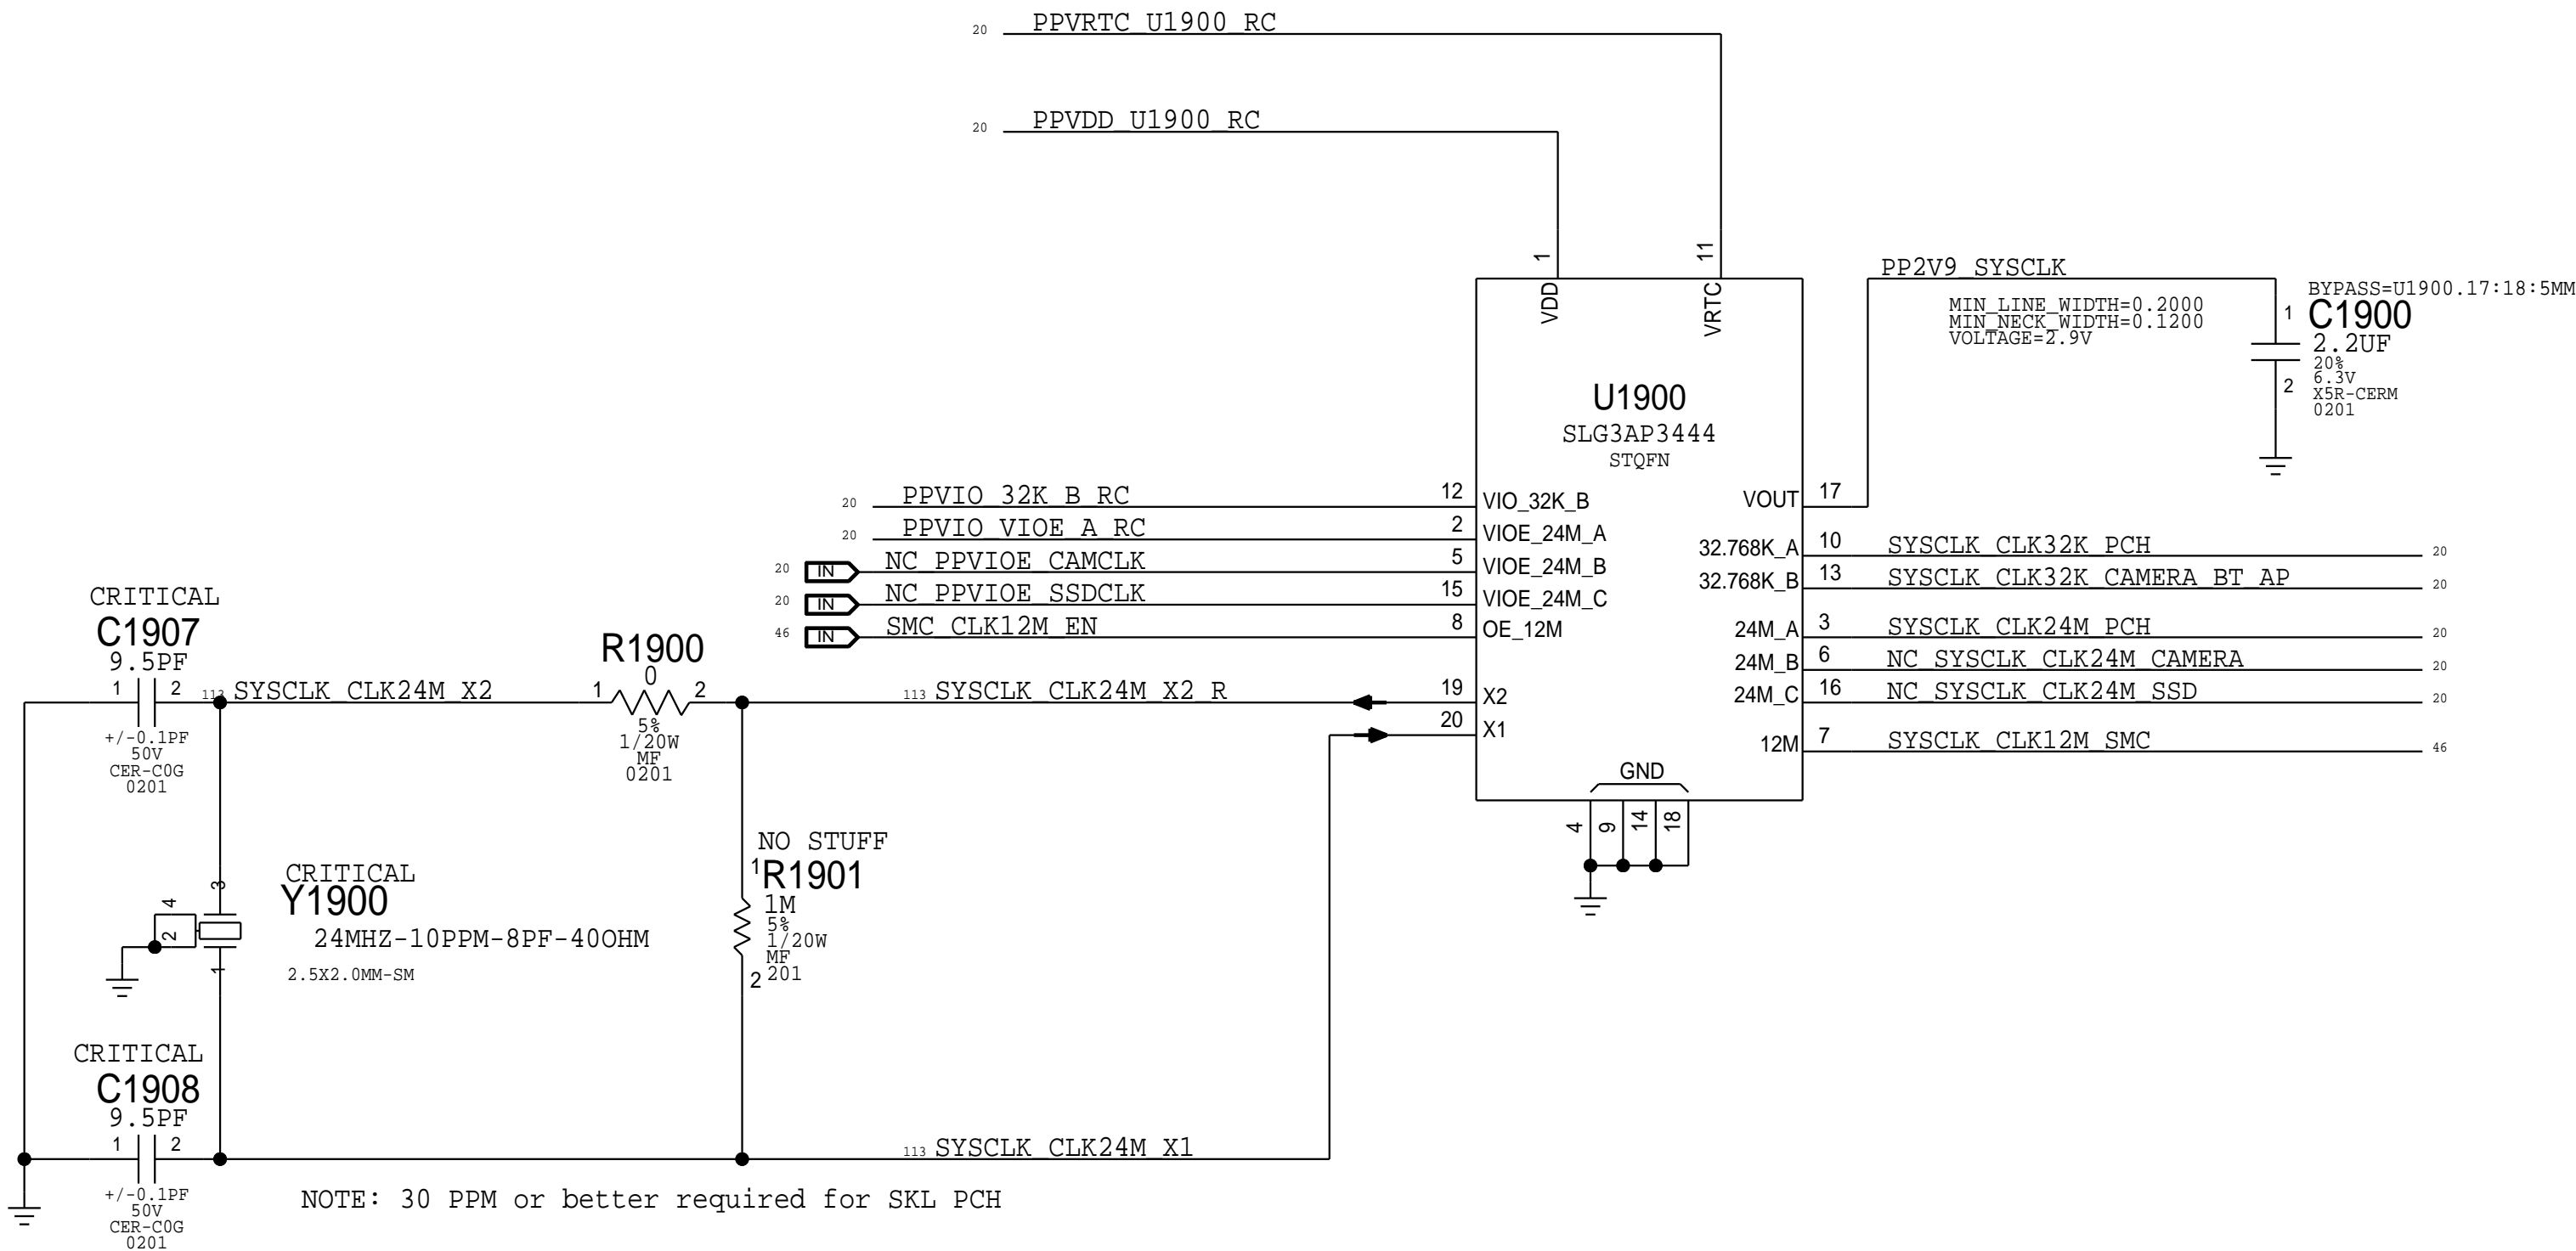 20 PPVRTC_U1900_RC
20 PPVDD_U1900_RC
1
11
VDD
VRTC
PP2V9_SYSCLK
MIN_LINE_WIDTH=0.2000
MIN_NECK_WIDTH=0.1200
VOLTAGE=2.9V
BYPASS=U1900.17:18:5MM
1 C1900
2.2UF
20%
6.3V
2 X5R-CERM
0201
U1900
SLG3AP3444
STQFN
20 PPVIO_32K_B_RC 12 VIO_32K_B
20 PPVIO_VIOE_A_RC 2 VIOE_24M_A
20 IN NC_PPVIOE_CAMCLK 5 VIOE_24M_B
20 IN NC_PPVIOE_SSDCLK 15 VIOE_24M_C
46 IN SMC_CLK12M_EN 8 OE_12M
VOUT 17
32.768K_A 10 SYSCLK_CLK32K_PCH 20
32.768K_B 13 SYSCLK_CLK32K_CAMERA_BT_AP 20
24M_A 3 SYSCLK_CLK24M_PCH 20
24M_B 6 NC_SYSCLK_CLK24M_CAMERA 20
24M_C 16 NC_SYSCLK_CLK24M_SSD 20
12M 7 SYSCLK_CLK12M_SMC 46
CRITICAL
C1907
9.5PF
1 2 113 SYSCLK_CLK24M_X2
+/-0.1PF
50V
CER-C0G
0201
R1900
0
1 2
5%
1/20W
MF
0201
113 SYSCLK_CLK24M_X2_R 19 X2
20 X1
GND
4 9 14 18
NO STUFF
1 R1901
1M
5%
1/20W
MF
2 201
CRITICAL
Y1900
24MHZ-10PPM-8PF-40OHM
2.5X2.0MM-SM
3
4
2
1
CRITICAL
C1908
9.5PF
1 2
+/-0.1PF
50V
CER-C0G
0201
113 SYSCLK_CLK24M_X1
NOTE: 30 PPM or better required for SKL PCH